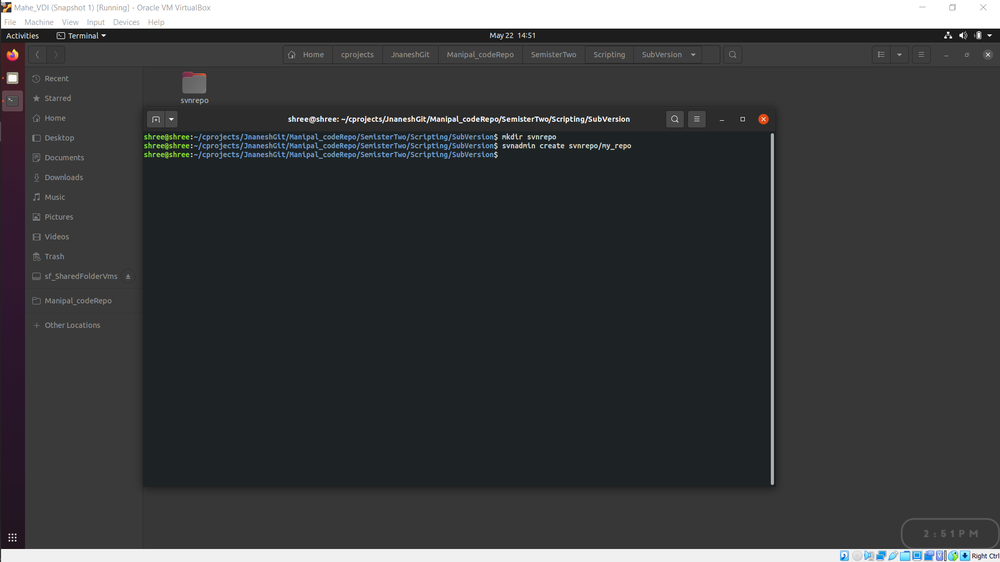 Mahe_VDI (Snapshot 1) [Running] - Oracle VM VirtualBox
File Machine View Input Devices Help
Activities Terminal May 22 14:51
Home cprojects JnaneshGit Manipal_codeRepo SemisterTwo Scripting SubVersion
Recent
Starred
Home
Desktop
Documents
Downloads
Music
Pictures
Videos
Trash
sf_SharedFolderVms
Manipal_codeRepo
Other Locations
svnrepo
shree@shree: ~/cprojects/JnaneshGit/Manipal_codeRepo/SemisterTwo/Scripting/SubVersion
shree@shree:~/cprojects/JnaneshGit/Manipal_codeRepo/SemisterTwo/Scripting/SubVersion$ mkdir svnrepo
shree@shree:~/cprojects/JnaneshGit/Manipal_codeRepo/SemisterTwo/Scripting/SubVersion$ svnadmin create svnrepo/my_repo
shree@shree:~/cprojects/JnaneshGit/Manipal_codeRepo/SemisterTwo/Scripting/SubVersion$
2:51PM
Right Ctrl